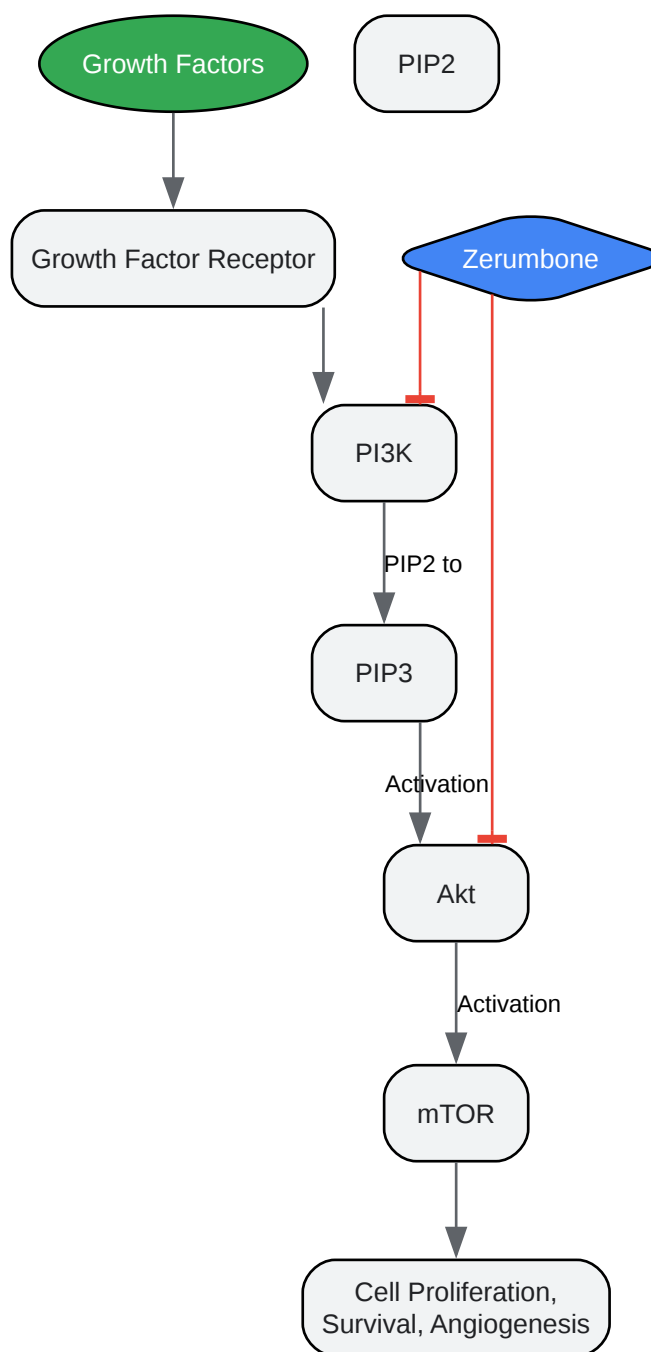 Growth Factors
PIP2
Growth Factor Receptor
Zerumbone
PI3K
PIP2 to
PIP3
Activation
Akt
Activation
mTOR
Cell Proliferation,
Survival, Angiogenesis